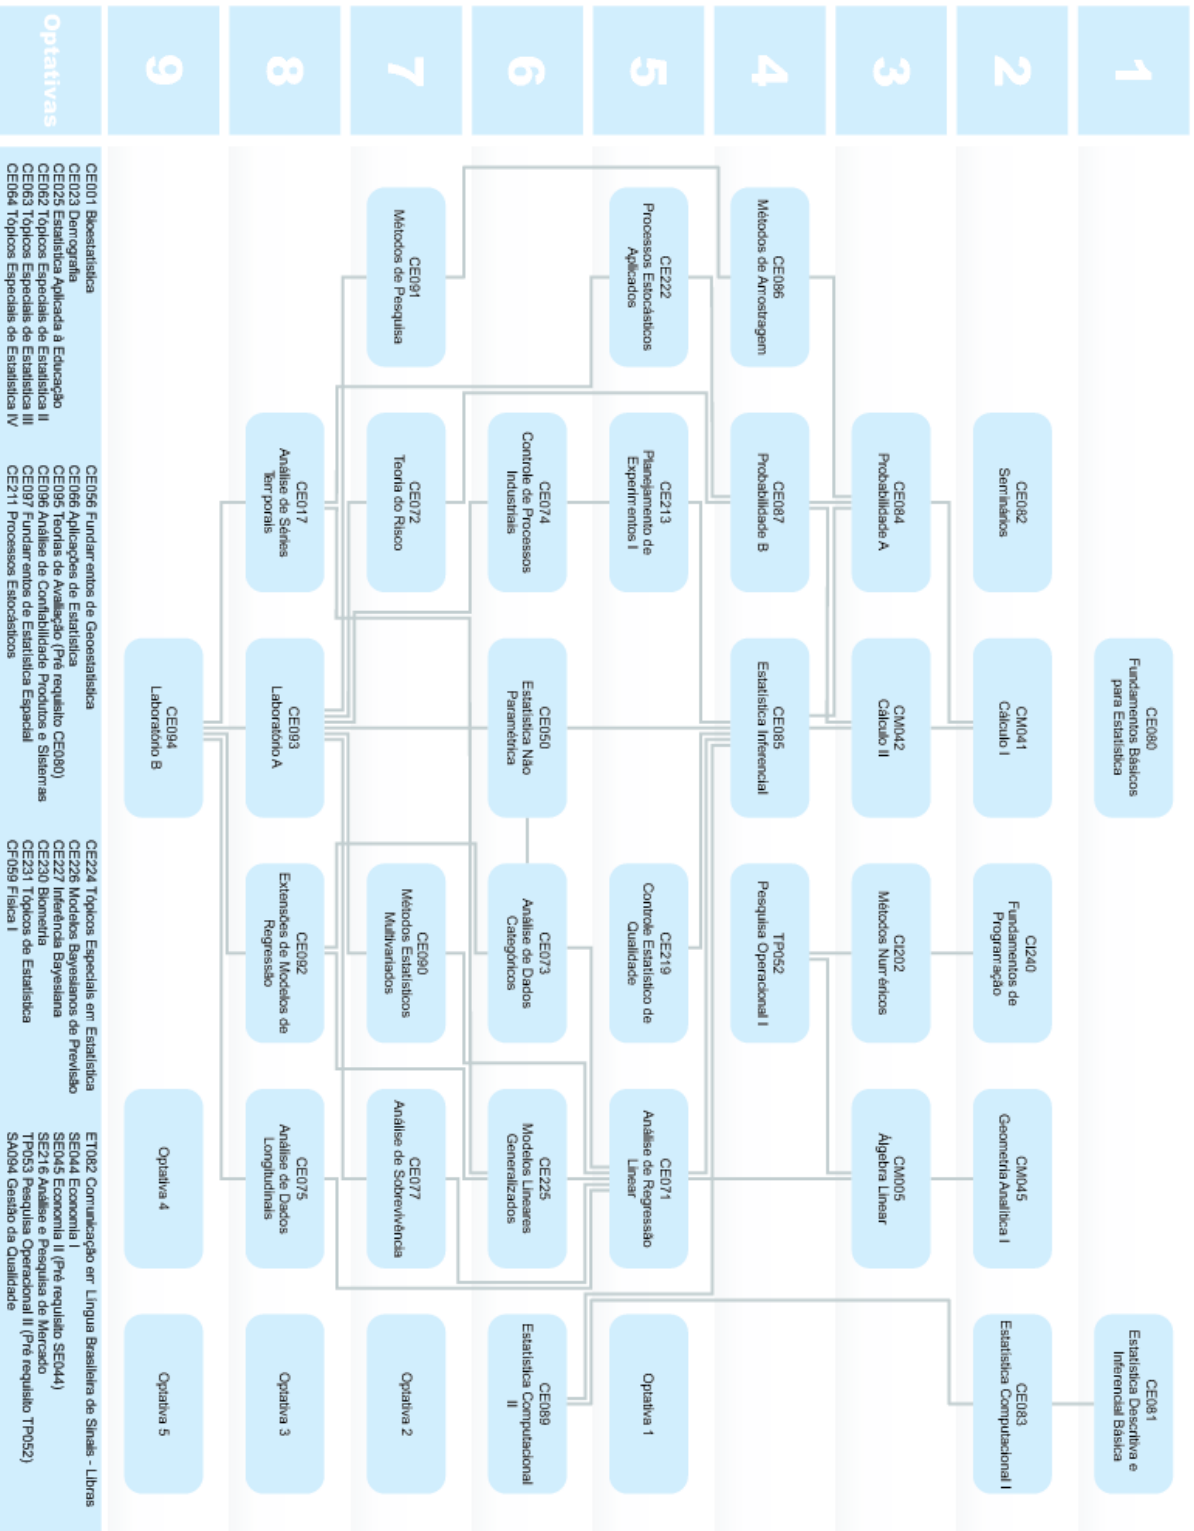 1
CE080
Fundamentos Básicos
para Estatística
CE081
Estatística Descritiva e
Inferencial Básica
2
CE082
Seminários
CM041
Cálculo I
CI240
Fundamentos de
Programação
CM045
Geometria Analítica I
CE083
Estatística Computacional I
3
CE084
Probabilidade A
CM042
Cálculo II
CI202
Métodos Numéricos
CM005
Álgebra Linear
4
CE086
Métodos de Amostragem
CE087
Probabilidade B
CE085
Estatística Inferencial
TP052
Pesquisa Operacional I
5
CE222
Processos Estocásticos
Aplicados
CE213
Planejamento de
Experimentos I
CE219
Controle Estatístico de
Qualidade
CE071
Análise de Regressão
Linear
Optativa 1
6
CE074
Controle de Processos
Industriais
CE050
Estatística Não
Paramétrica
CE073
Análise de Dados
Categóricos
CE225
Modelos Lineares
Generalizados
CE089
Estatística Computacional
II
7
CE091
Métodos de Pesquisa
CE072
Teoria do Risco
CE090
Métodos Estatísticos
Multivariados
CE077
Análise de Sobrevivência
Optativa 2
8
CE017
Análise de Séries
Temporais
CE093
Laboratório A
CE092
Extensões de Modelos de
Regressão
CE075
Análise de Dados
Longitudinais
Optativa 3
9
CE094
Laboratório B
Optativa 4
Optativa 5
Optativas
CE001 Bioestatística
CE023 Demografia
CE025 Estatística Aplicada à Educação
CE062 Tópicos Especiais de Estatística II
CE063 Tópicos Especiais de Estatística III
CE064 Tópicos Especiais de Estatística IV
CE056 Fundamentos de Geoestatística
CE066 Aplicações de Estatística
CE095 Teorias de Avaliação (Pré requisito CE080)
CE096 Análise de Confiabilidade Produtos e Sistemas
CE097 Fundamentos de Estatística Espacial
CE211 Processos Estocásticos
CE224 Tópicos Especiais em Estatística
CE226 Modelos Bayesianos de Previsão
CE227 Inferência Bayesiana
CE230 Biometria
CE231 Tópicos de Estatística
CF059 Física I
ET082 Comunicação em Língua Brasileira de Sinais - Libras
SE044 Economia I
SE045 Economia II (Pré requisito SE044)
SE216 Análise e Pesquisa de Mercado
TP053 Pesquisa Operacional II (Pré requisito TP052)
SA094 Gestão da Qualidade